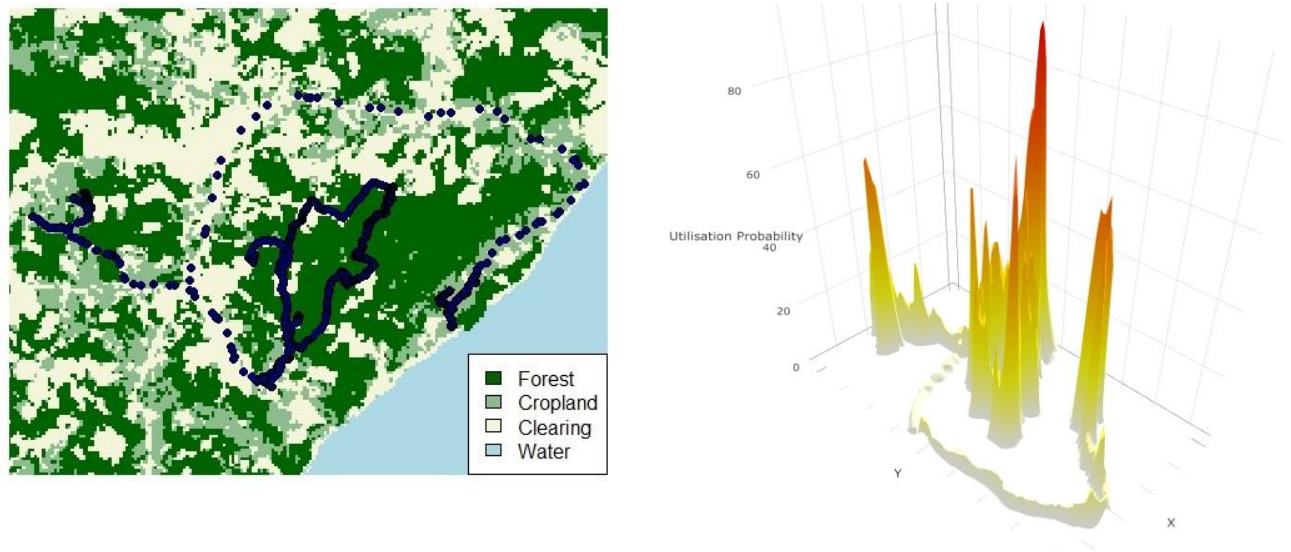 Forest
Cropland
Clearing
Water
80
60
Utilisation Probability
40
20
0
Y
X